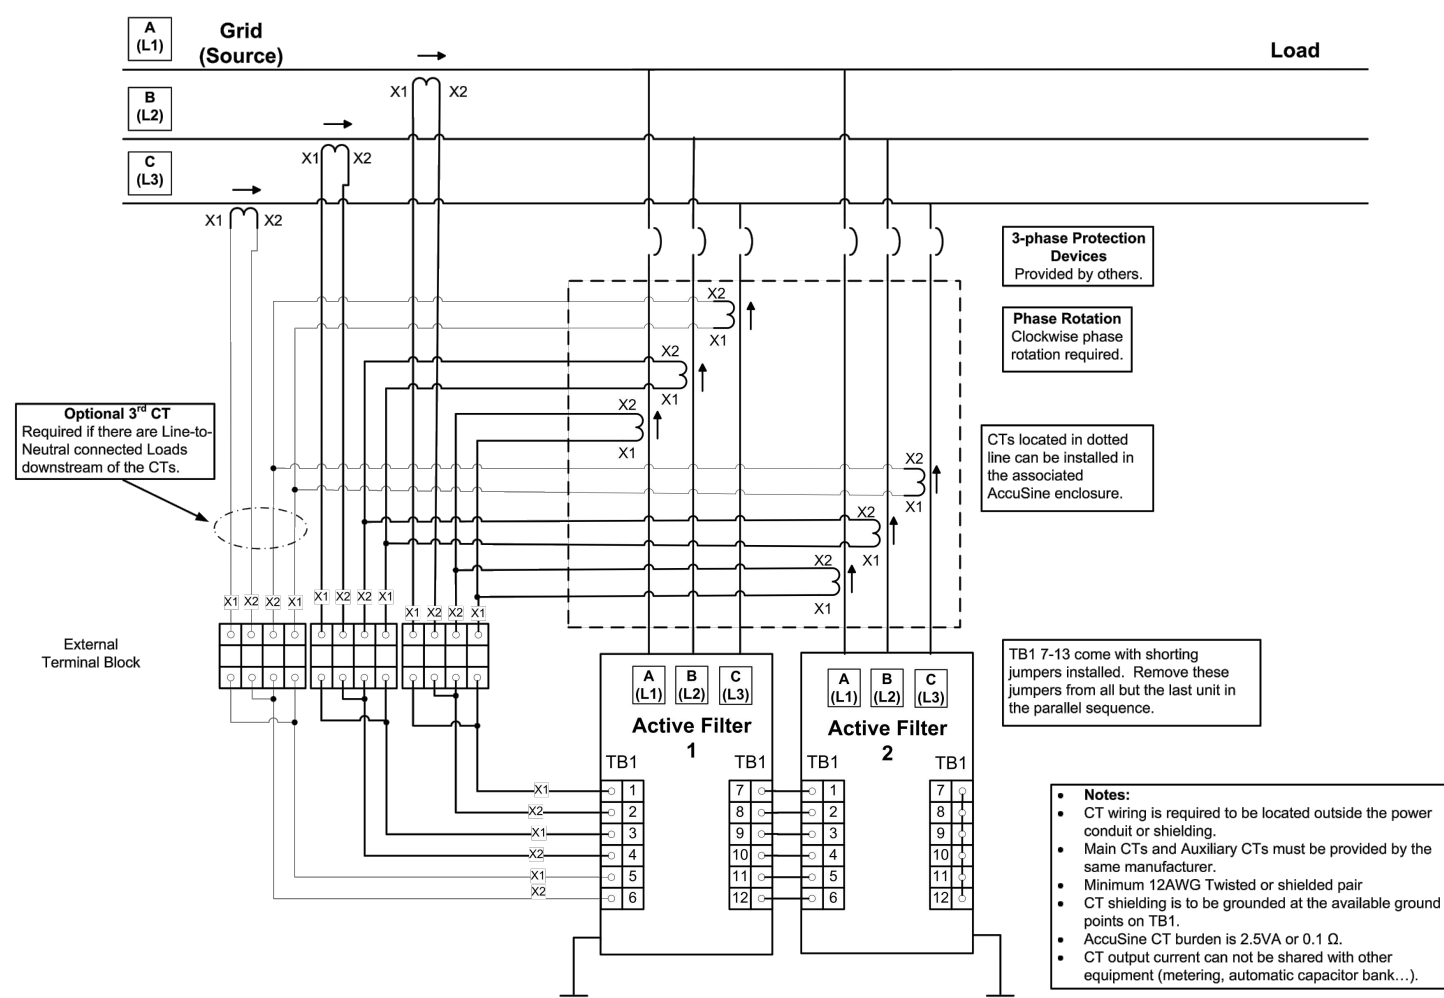 A
(L1)
Grid
(Source)
Load
X1
X2
B
(L2)
X1
X2
C
(L3)
X1
X2
3-phase Protection
Devices
Provided by others.
X2
X1
Phase Rotation
Clockwise phase
rotation required.
X2
X1
X2
X1
Optional 3rd CT
Required if there are Line-to-
Neutral connected Loads
downstream of the CTs.
CTs located in dotted
line can be installed in
the associated
AccuSine enclosure.
X2
X1
X2
X1
X2
X1
X1 X2 X2 X1
X1 X2 X2 X1
X1 X2 X2 X1
External
Terminal Block
TB1 7-13 come with shorting
jumpers installed. Remove these
jumpers from all but the last unit in
the parallel sequence.
A
(L1)
B
(L2)
C
(L3)
Active Filter
1
TB1
TB1
A
(L1)
B
(L2)
C
(L3)
Active Filter
2
TB1
TB1
X1 1 7 1 7
X2 2 8 2 8
X1 3 9 3 9
X2 4 10 4 10
X1 5 11 5 11
X2 6 12 6 12
• Notes:
• CT wiring is required to be located outside the power
conduit or shielding.
• Main CTs and Auxiliary CTs must be provided by the
same manufacturer.
• Minimum 12AWG Twisted or shielded pair
• CT shielding is to be grounded at the available ground
points on TB1.
• AccuSine CT burden is 2.5VA or 0.1 Ω.
• CT output current can not be shared with other
equipment (metering, automatic capacitor bank…).